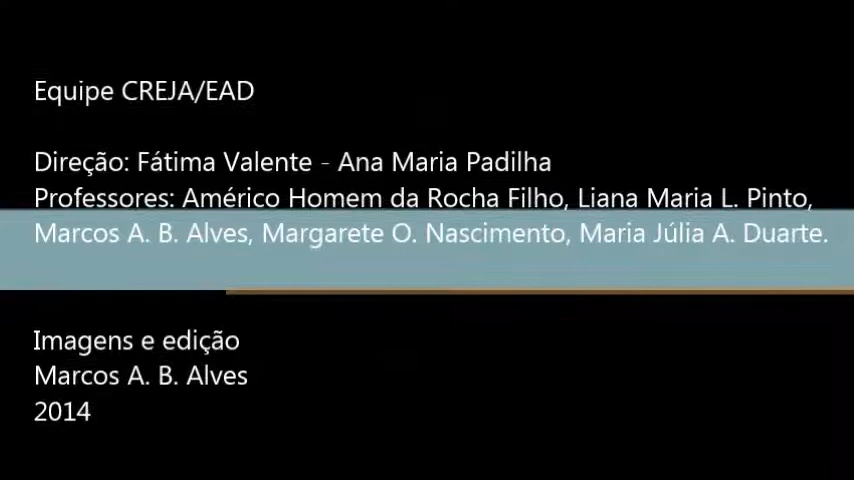 Equipe CREJA/EAD
Direção: Fátima Valente - Ana Maria Padilha
Professores: Américo Homem da Rocha Filho, Liana Maria L. Pinto,
Marcos A. B. Alves, Margarete O. Nascimento, Maria Júlia A. Duarte.
Imagens e edição
Marcos A. B. Alves
2014